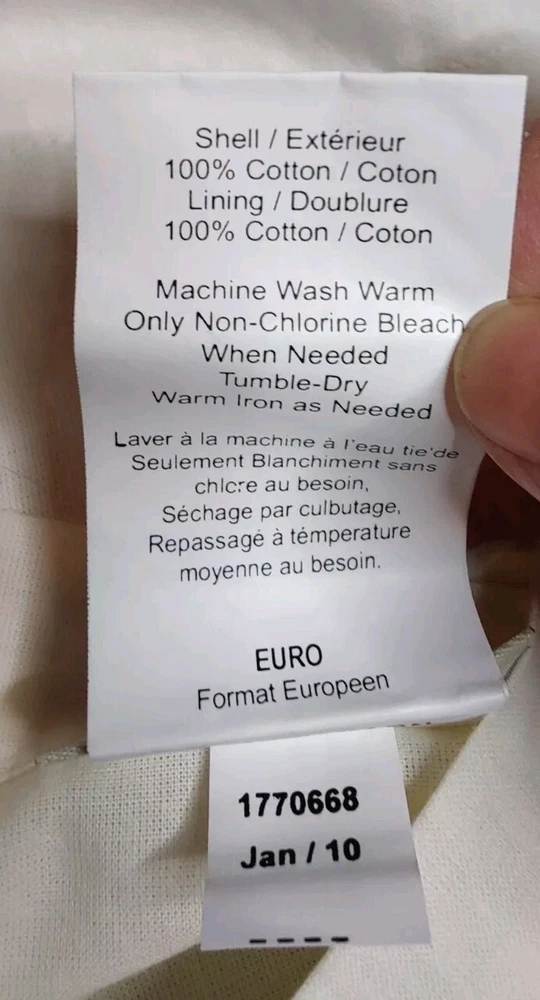 Shell / Extérieur
100% Cotton / Coton
Lining / Doublure
100% Cotton / Coton
Machine Wash Warm
Only Non-Chlorine Bleach
When Needed
Tumble-Dry
Warm Iron as Needed
Laver à la machine à l'eau tie'de
Seulement Blanchiment sans
chlcre au besoin,
Séchage par culbutage,
Repassagé à témperature
moyenne au besoin.
EURO
Format Europeen
1770668
Jan / 10